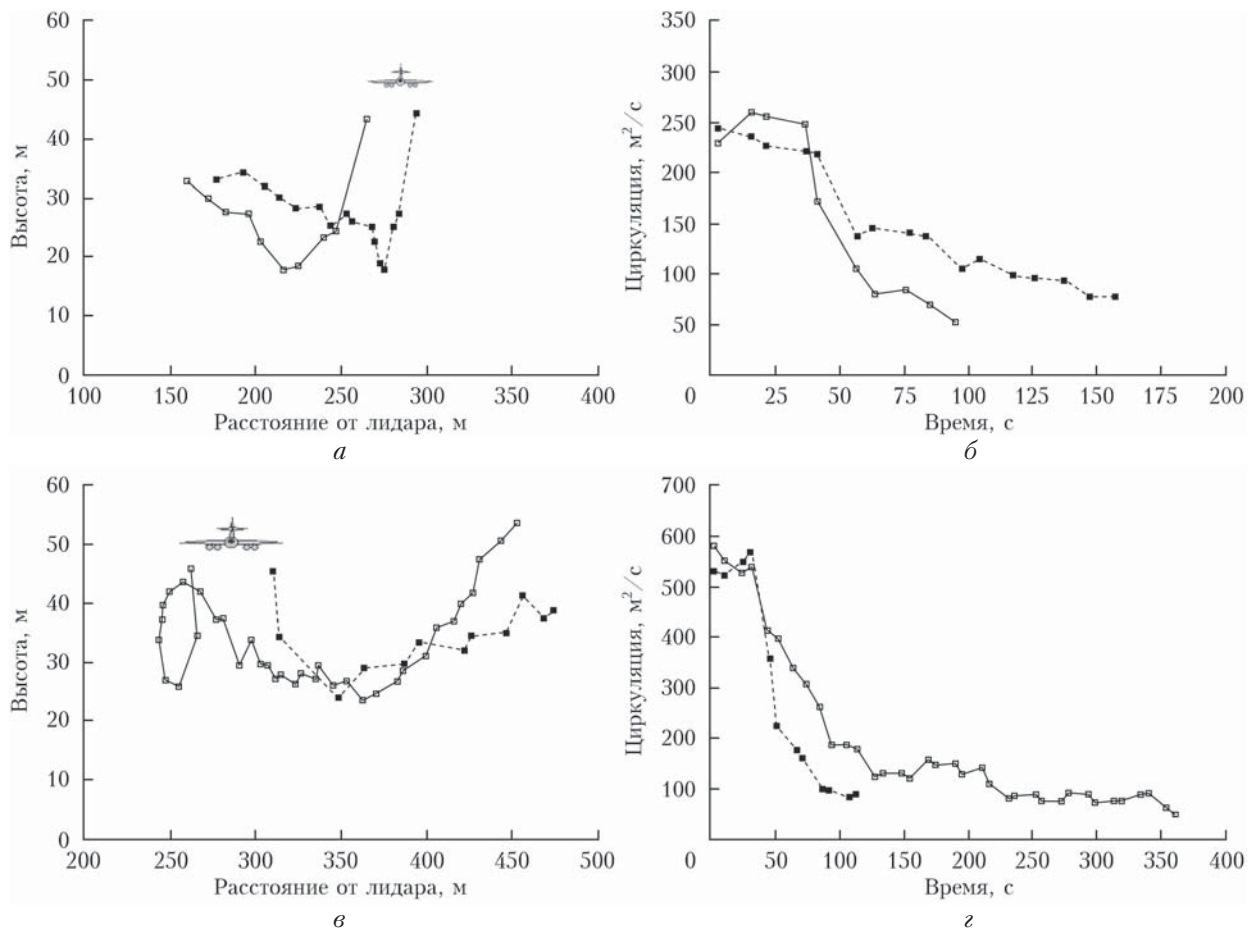 60
50
40
30
20
10
0
Высота, м
100 150 200 250 300 350 400
Расстояние от лидара, м
а
350
300
250
200
150
100
50
0
Циркуляция, м²/с
25 50 75 100 125 150 175 200
Время, с
б
60
50
40
30
20
10
0
Высота, м
200 250 300 350 400 450 500
Расстояние от лидара, м
в
700
600
500
400
300
200
100
0
Циркуляция, м²/с
50 100 150 200 250 300 350 400
Время, с
г